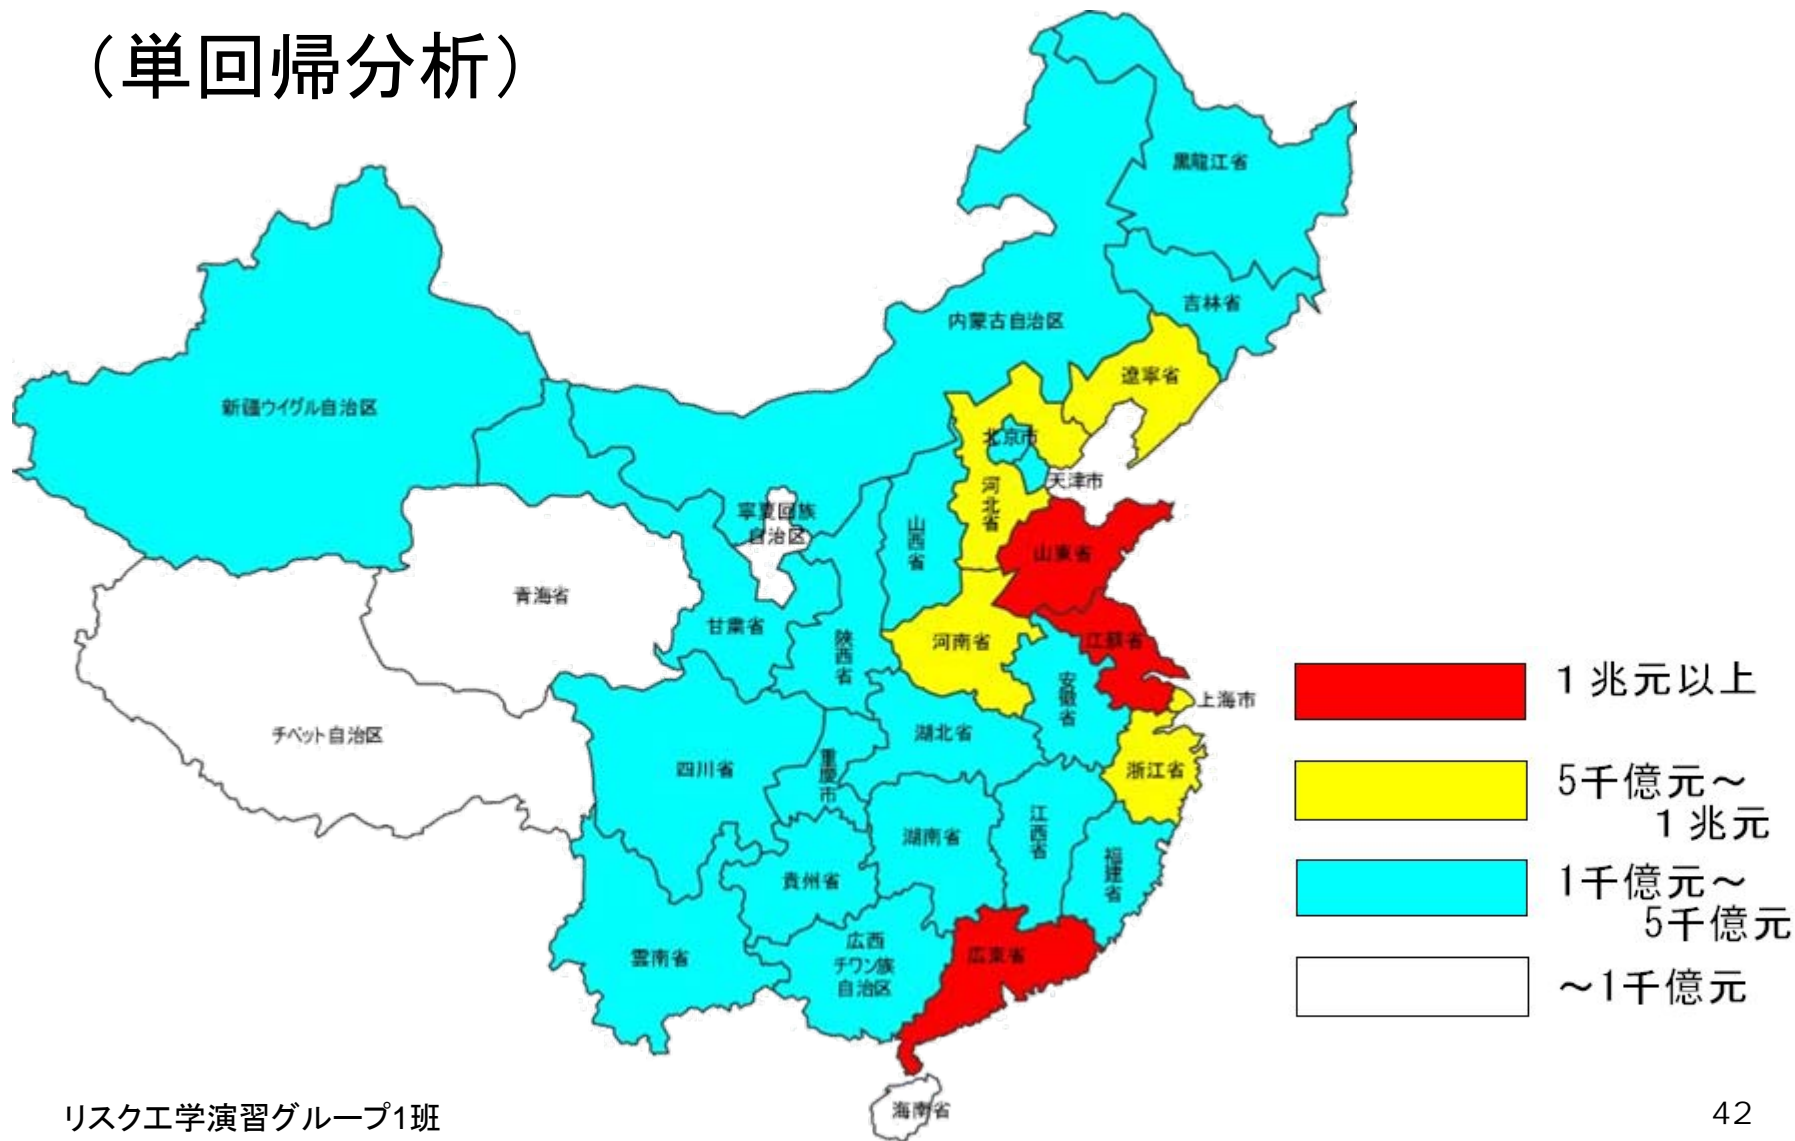 （単回帰分析）
黒龍江省
吉林省
内蒙古自治区
遼寧省
新疆ウイグル自治区
北京市
天津市
河北省
寧夏回族
自治区
山西省
山東省
青海省
甘粛省
陝西省
河南省
江蘇省
安徽省
上海市
チベット自治区
四川省
重慶市
湖北省
浙江省
湖南省
江西省
福建省
貴州省
雲南省
広西
チワン族
自治区
広東省
海南省
１兆元以上
5千億元～
１兆元
1千億元～
5千億元
～1千億元
リスク工学演習グループ1班
42